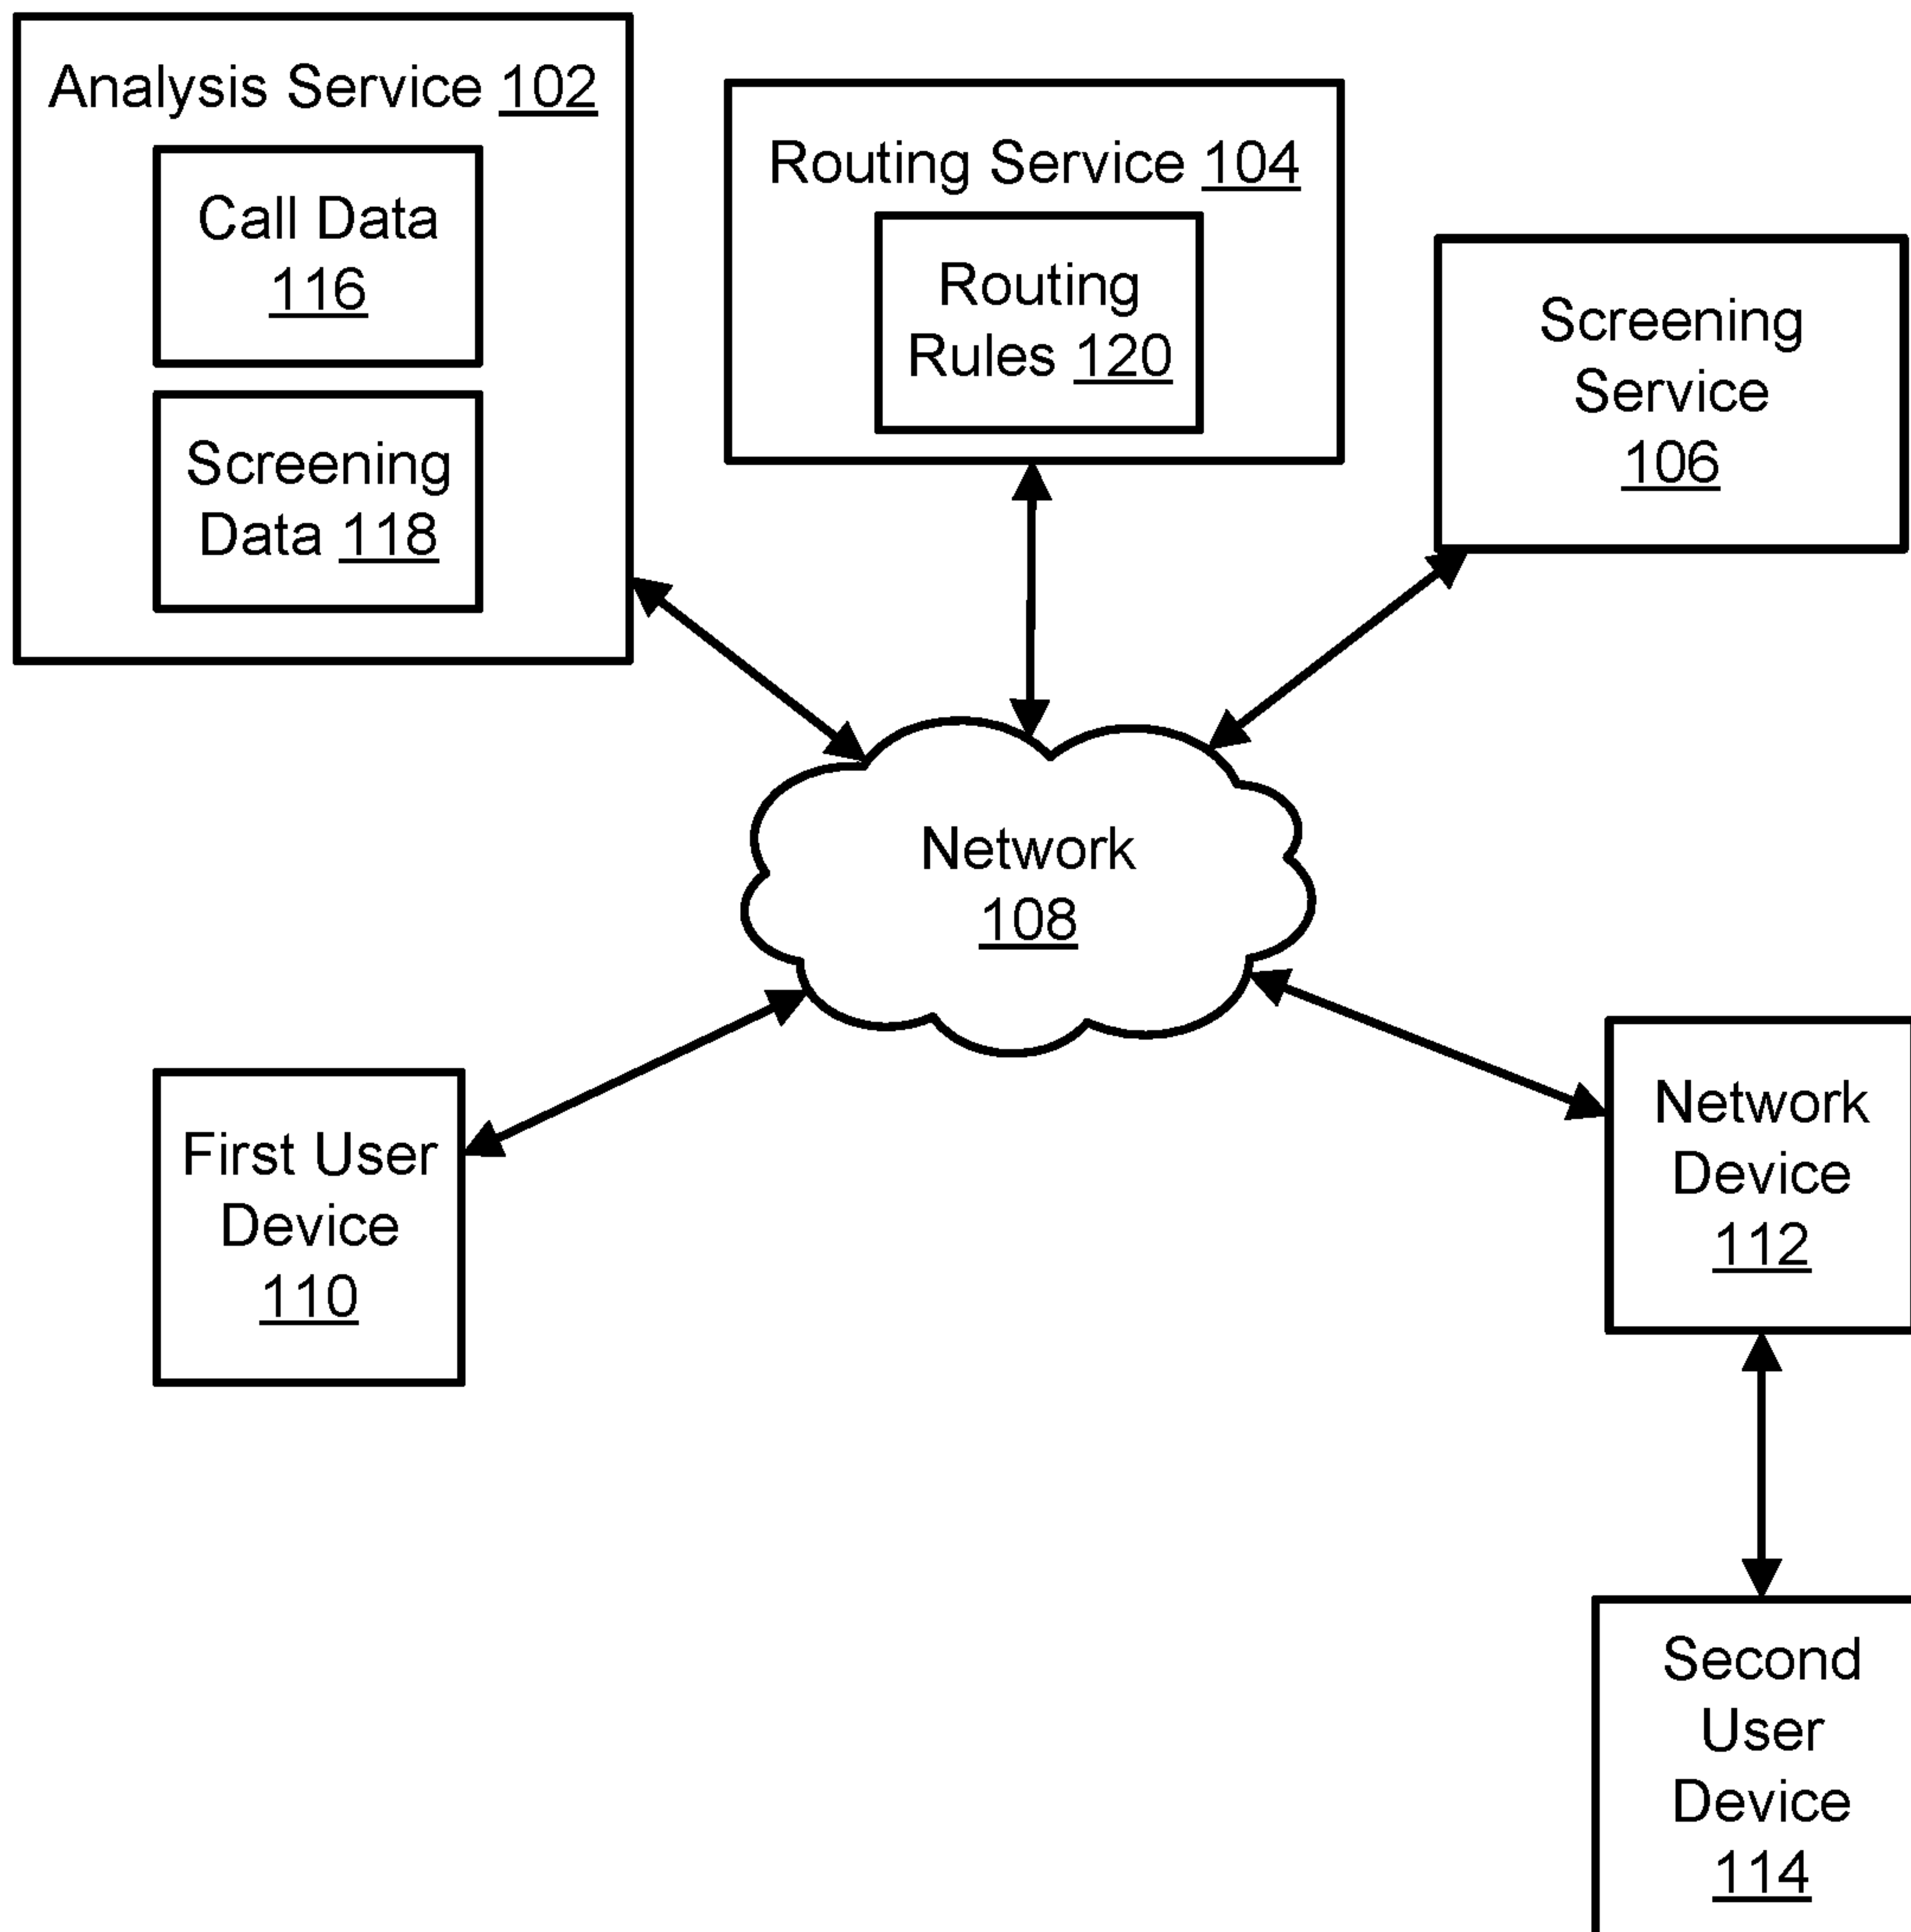 Analysis Service 102
Call Data
116
Screening
Data 118
Routing Service 104
Routing
Rules 120
Screening
Service
106
Network
108
First User
Device
110
Network
Device
112
Second
User
Device
114